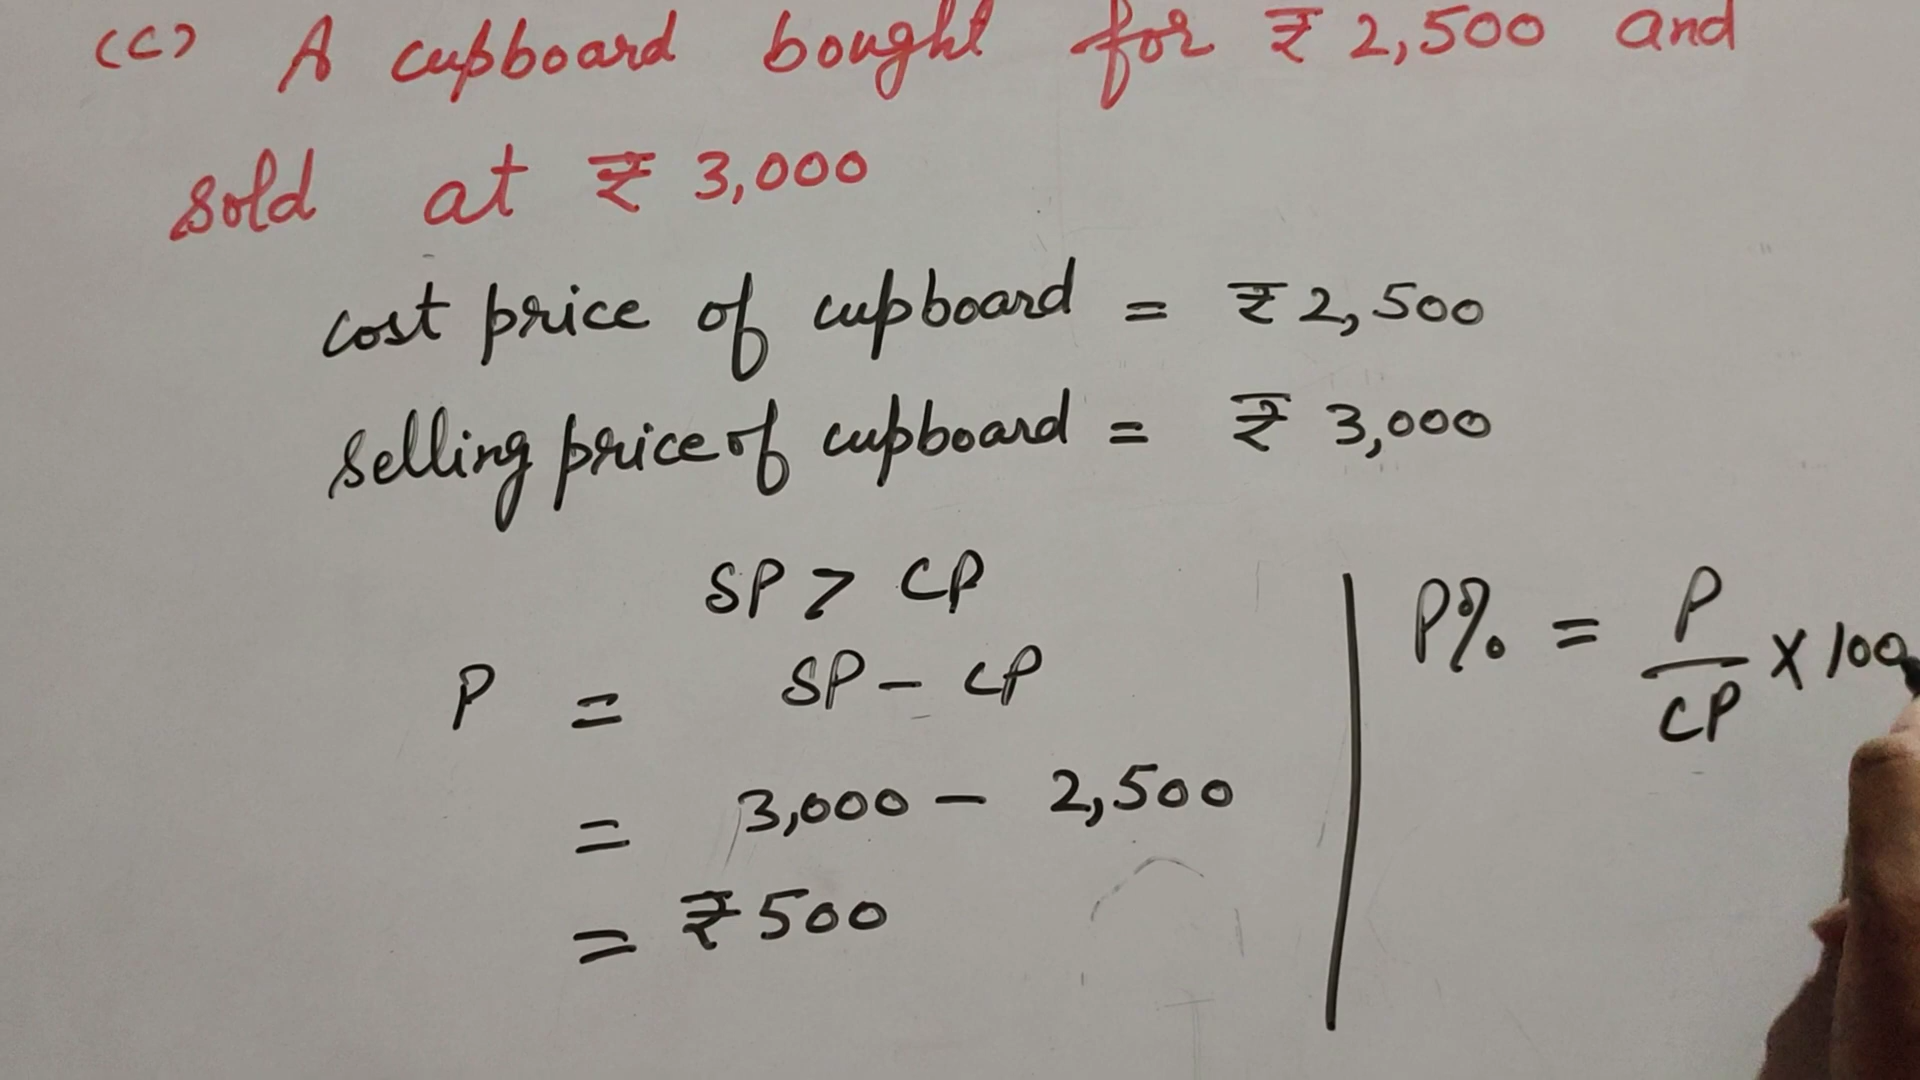 (c) A cupboard bought for ₹ 2,500 and
sold at ₹ 3,000
cost price of cupboard = ₹ 2,500
selling price of cupboard = ₹ 3,000
SP > CP
P = SP - CP
= 3,000 - 2,500
= ₹ 500
P% = P/CP × 100